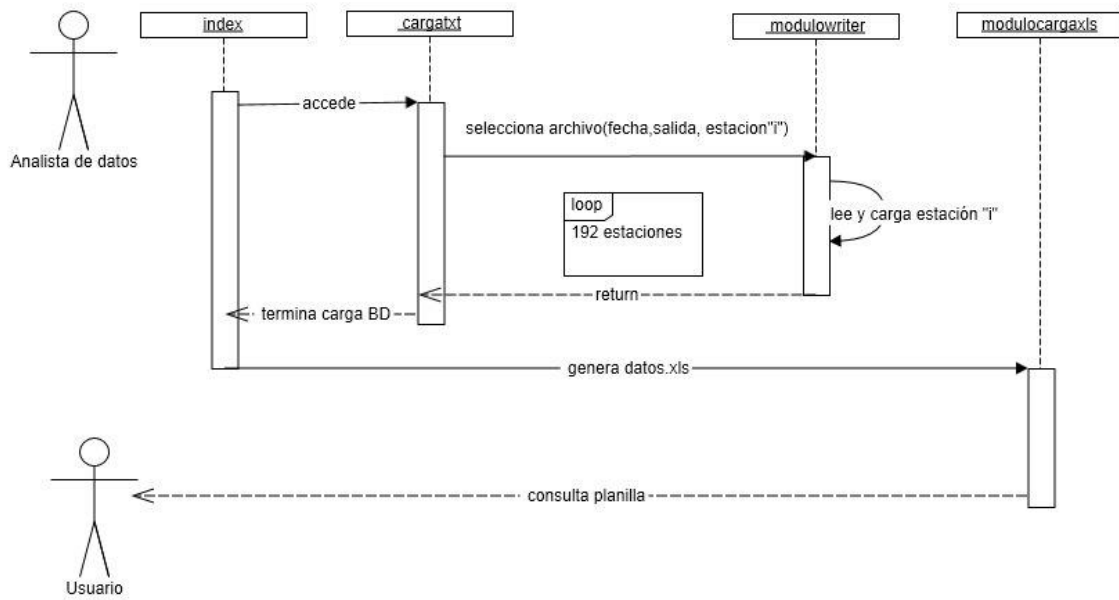 index
cargatxt
modulowriter
modulocargaxls
accede
selecciona archivo(fecha,salida, estacion"i")
Analista de datos
loop
192 estaciones
lee y carga estación "i"
return
termina carga BD
genera datos.xls
consulta planilla
Usuario